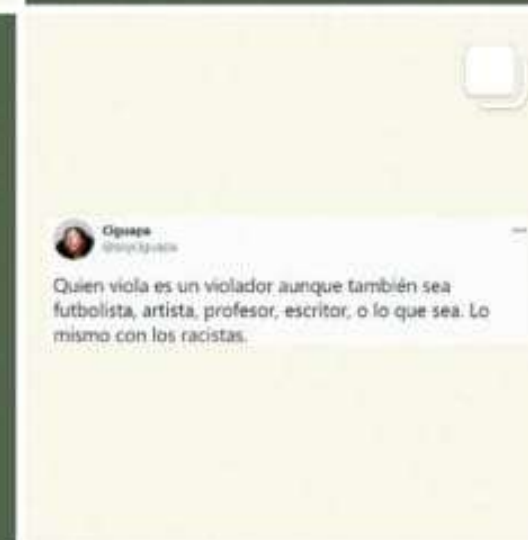 Ciguapa
Quien viola es un violador aunque también sea
futbolista, artista, profesor, escritor, o lo que sea. Lo
mismo con los racistas.